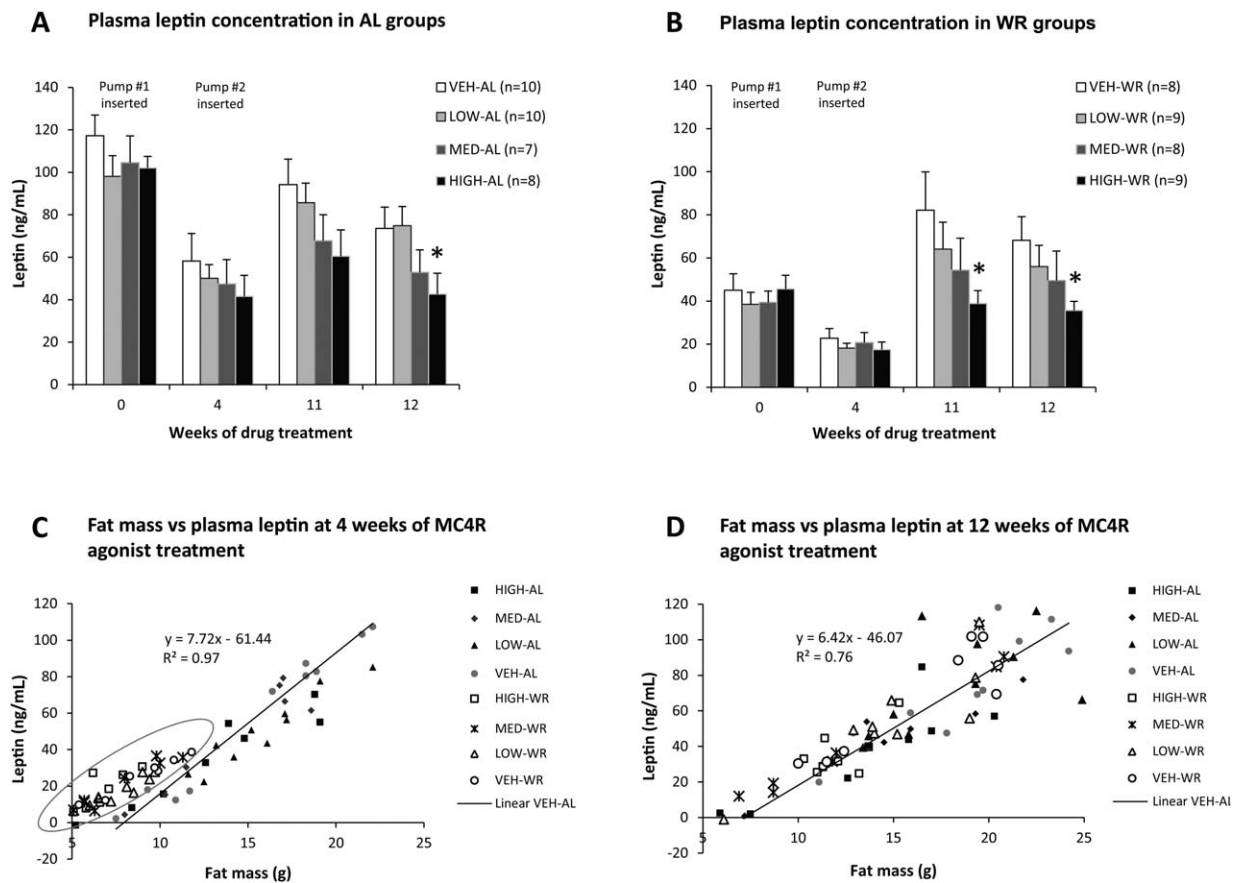 A Plasma leptin concentration in AL groups
Leptin (ng/mL)
140
120
100
80
60
40
20
0
Pump #1
inserted
Pump #2
inserted
VEH-AL (n=10)
LOW-AL (n=10)
MED-AL (n=7)
HIGH-AL (n=8)
*
0 4 11 12
Weeks of drug treatment
B Plasma leptin concentration in WR groups
Leptin (ng/mL)
140
120
100
80
60
40
20
0
Pump #1
inserted
Pump #2
inserted
VEH-WR (n=8)
LOW-WR (n=9)
MED-WR (n=8)
HIGH-WR (n=9)
* *
0 4 11 12
Weeks of drug treatment
C Fat mass vs plasma leptin at 4 weeks of MC4R
agonist treatment
Leptin (ng/mL)
120
100
80
60
40
20
0
-20
y = 7.72x - 61.44
R² = 0.97
HIGH-AL
MED-AL
LOW-AL
VEH-AL
HIGH-WR
MED-WR
LOW-WR
VEH-WR
Linear VEH-AL
5 10 15 20 25
Fat mass (g)
D Fat mass vs plasma leptin at 12 weeks of MC4R
agonist treatment
Leptin (ng/mL)
120
100
80
60
40
20
0
-20
y = 6.42x - 46.07
R² = 0.76
HIGH-AL
MED-AL
LOW-AL
VEH-AL
HIGH-WR
MED-WR
LOW-WR
VEH-WR
Linear VEH-Al
5 10 15 20 25
Fat mass (g)